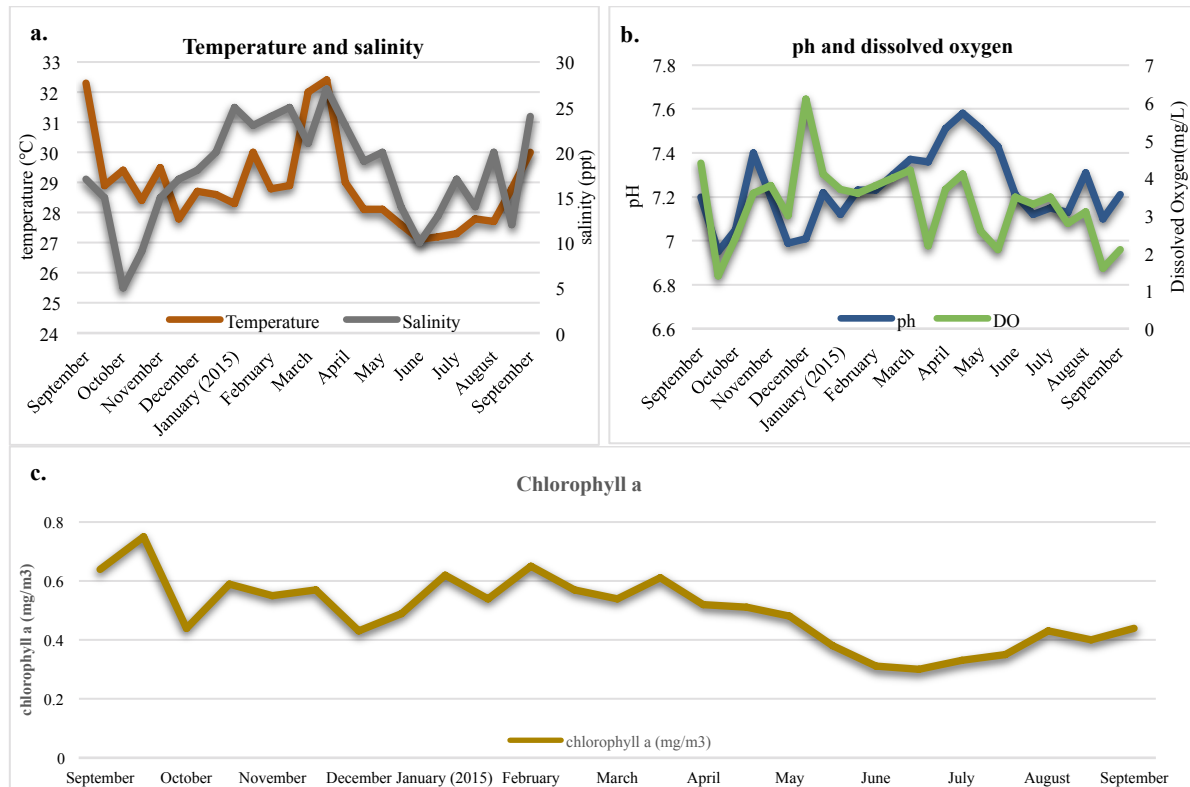 a.
Temperature and salinity
33
32
31
30
29
28
27
26
25
24
temperature (°C)
30
25
20
15
10
5
0
salinity (ppt)
Temperature
Salinity
September
October
November
December
January (2015)
February
March
April
May
June
July
August
September
b.
ph and dissolved oxygen
7.8
7.6
7.4
7.2
7
6.8
6.6
pH
7
6
5
4
3
2
1
0
Dissolved Oxygen(mg/L)
ph
DO
September
October
November
December
January (2015)
February
March
April
May
June
July
August
September
c.
Chlorophyll a
0.8
0.6
0.4
0.2
0
chlorophyll a (mg/m3)
chlorophyll a (mg/m3)
September October November December January (2015) February March April May June July August September